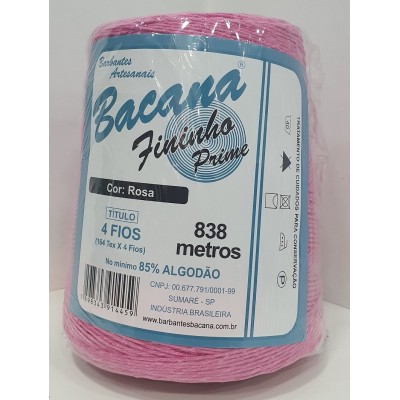 Barbantes
Artesanais
Bacana®
Fininho
Prime
Cor: Rosa
TÍTULO
4 FIOS
(164 Tex X 4 Fios)
838
metros
No mínimo 85% ALGODÃO
CNPJ: 00.677.791/0001-99
SUMARÉ - SP
INDÚSTRIA BRASILEIRA
www.barbantesbacana.com.br
TRATAMENTO DE CUIDADOS PARA CONSERVAÇÃO
40°
P